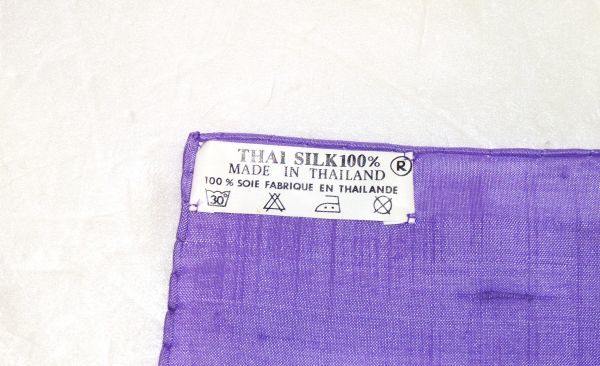 THAI SILK100% ®
MADE IN THAILAND
100 % SOIE FABRIQUE EN THAILANDE
30°